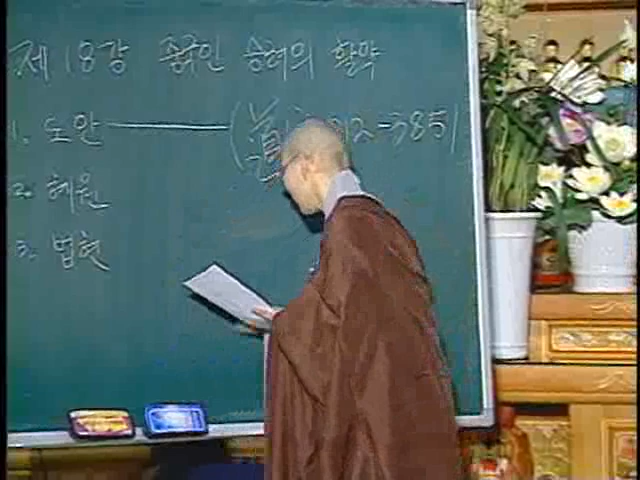 제 18강 중국인 승려의 활약
1. 도안 ——— (道 312-385)
2. 혜원
3. 법현